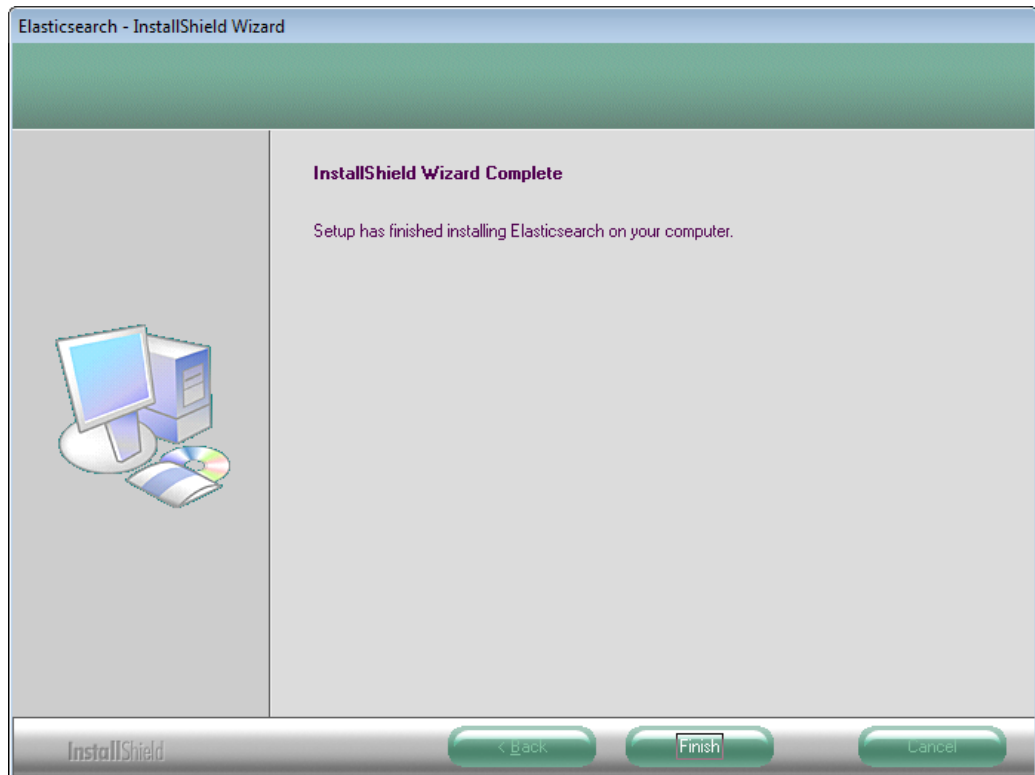 Elasticsearch - InstallShield Wizard
InstallShield Wizard Complete
Setup has finished installing Elasticsearch on your computer.
InstallShield
< Back
Finish
Cancel